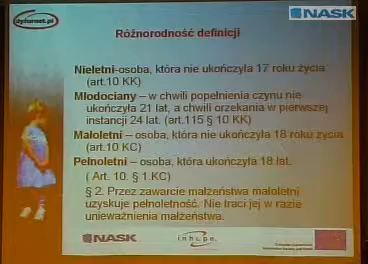 dyżurnet.pl
NASK
Różnorodność definicji
Nieletni-osoba, która nie ukończyła 17 roku życia
(art.10 KK)
Młodociany – w chwili popełnienia czynu nie
ukończyła 21 lat, a chwili orzekania w pierwszej
instancji 24 lat. (art.115 § 10 KK)
Małoletni – osoba, która nie ukończyła 18 roku życia
(art.10 KC)
Pełnoletni – osoba, która ukończyła 18 lat.
( Art. 10. § 1.KC)
§ 2. Przez zawarcie małżeństwa małoletni
uzyskuje pełnoletność. Nie traci jej w razie
unieważnienia małżeństwa.
NASK
inhope